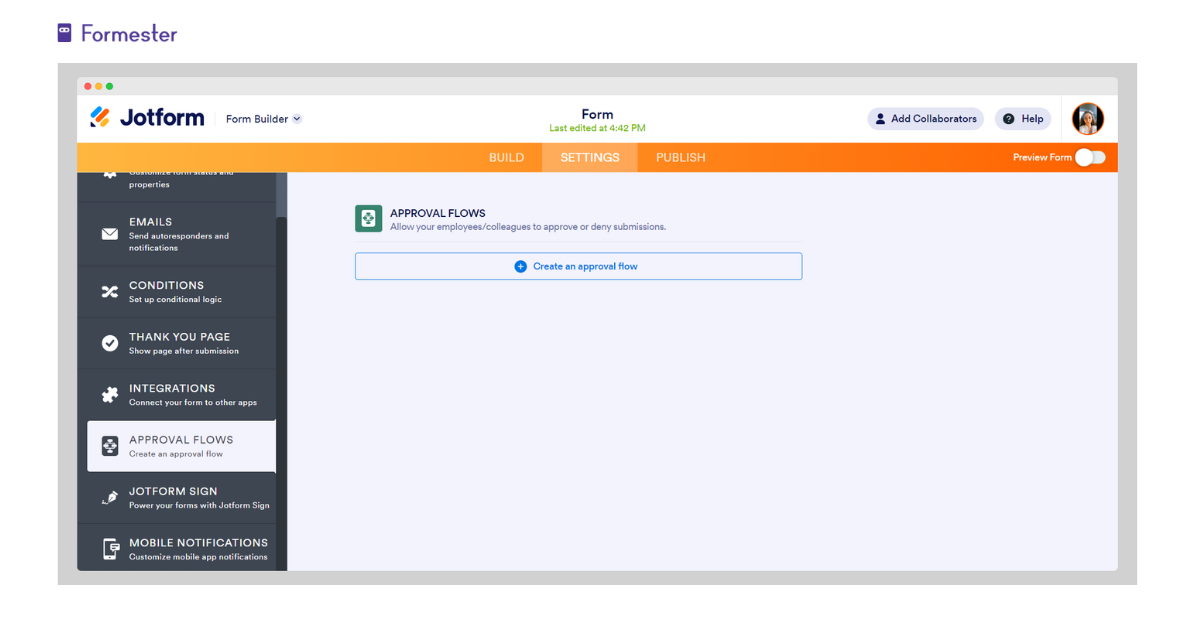 Formester
Jotform
Form Builder
Form
Last edited at 4:42 PM
Add Collaborators
Help
BUILD
SETTINGS
PUBLISH
Preview Form
Customize form status and
properties
EMAILS
Send autoresponders and
notifications
CONDITIONS
Set up conditional logic
THANK YOU PAGE
Show page after submission
INTEGRATIONS
Connect your form to other apps
APPROVAL FLOWS
Create an approval flow
JOTFORM SIGN
Power your forms with Jotform Sign
MOBILE NOTIFICATIONS
Customize mobile app notifications
APPROVAL FLOWS
Allow your employees/colleagues to approve or deny submissions.
Create an approval flow